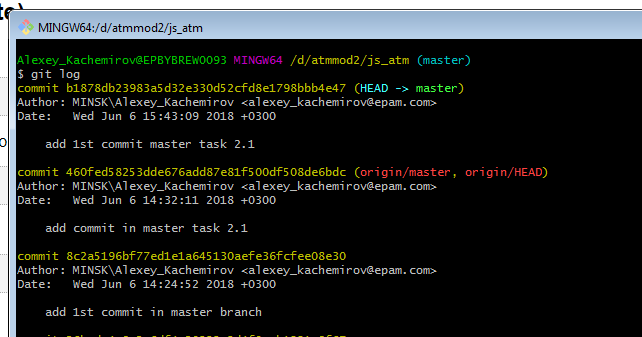 MINGW64:/d/atmmod2/js_atm
Alexey_Kachemirov@EPBYBREW0093 MINGW64 /d/atmmod2/js_atm (master)
$ git log
commit b1878db23983a5d32e330d52cfd8e1798bbb4e47 (HEAD -> master)
Author: MINSK\Alexey_Kachemirov <alexey_kachemirov@epam.com>
Date:   Wed Jun 6 15:43:09 2018 +0300
add 1st commit master task 2.1
commit 460fed58253dde676add87e81f500df508de6bdc (origin/master, origin/HEAD)
Author: MINSK\Alexey_Kachemirov <alexey_kachemirov@epam.com>
Date:   Wed Jun 6 14:32:11 2018 +0300
add commit in master task 2.1
commit 8c2a5196bf77ed1e1a645130aefe36fcfee08e30
Author: MINSK\Alexey_Kachemirov <alexey_kachemirov@epam.com>
Date:   Wed Jun 6 14:24:52 2018 +0300
add 1st commit in master branch